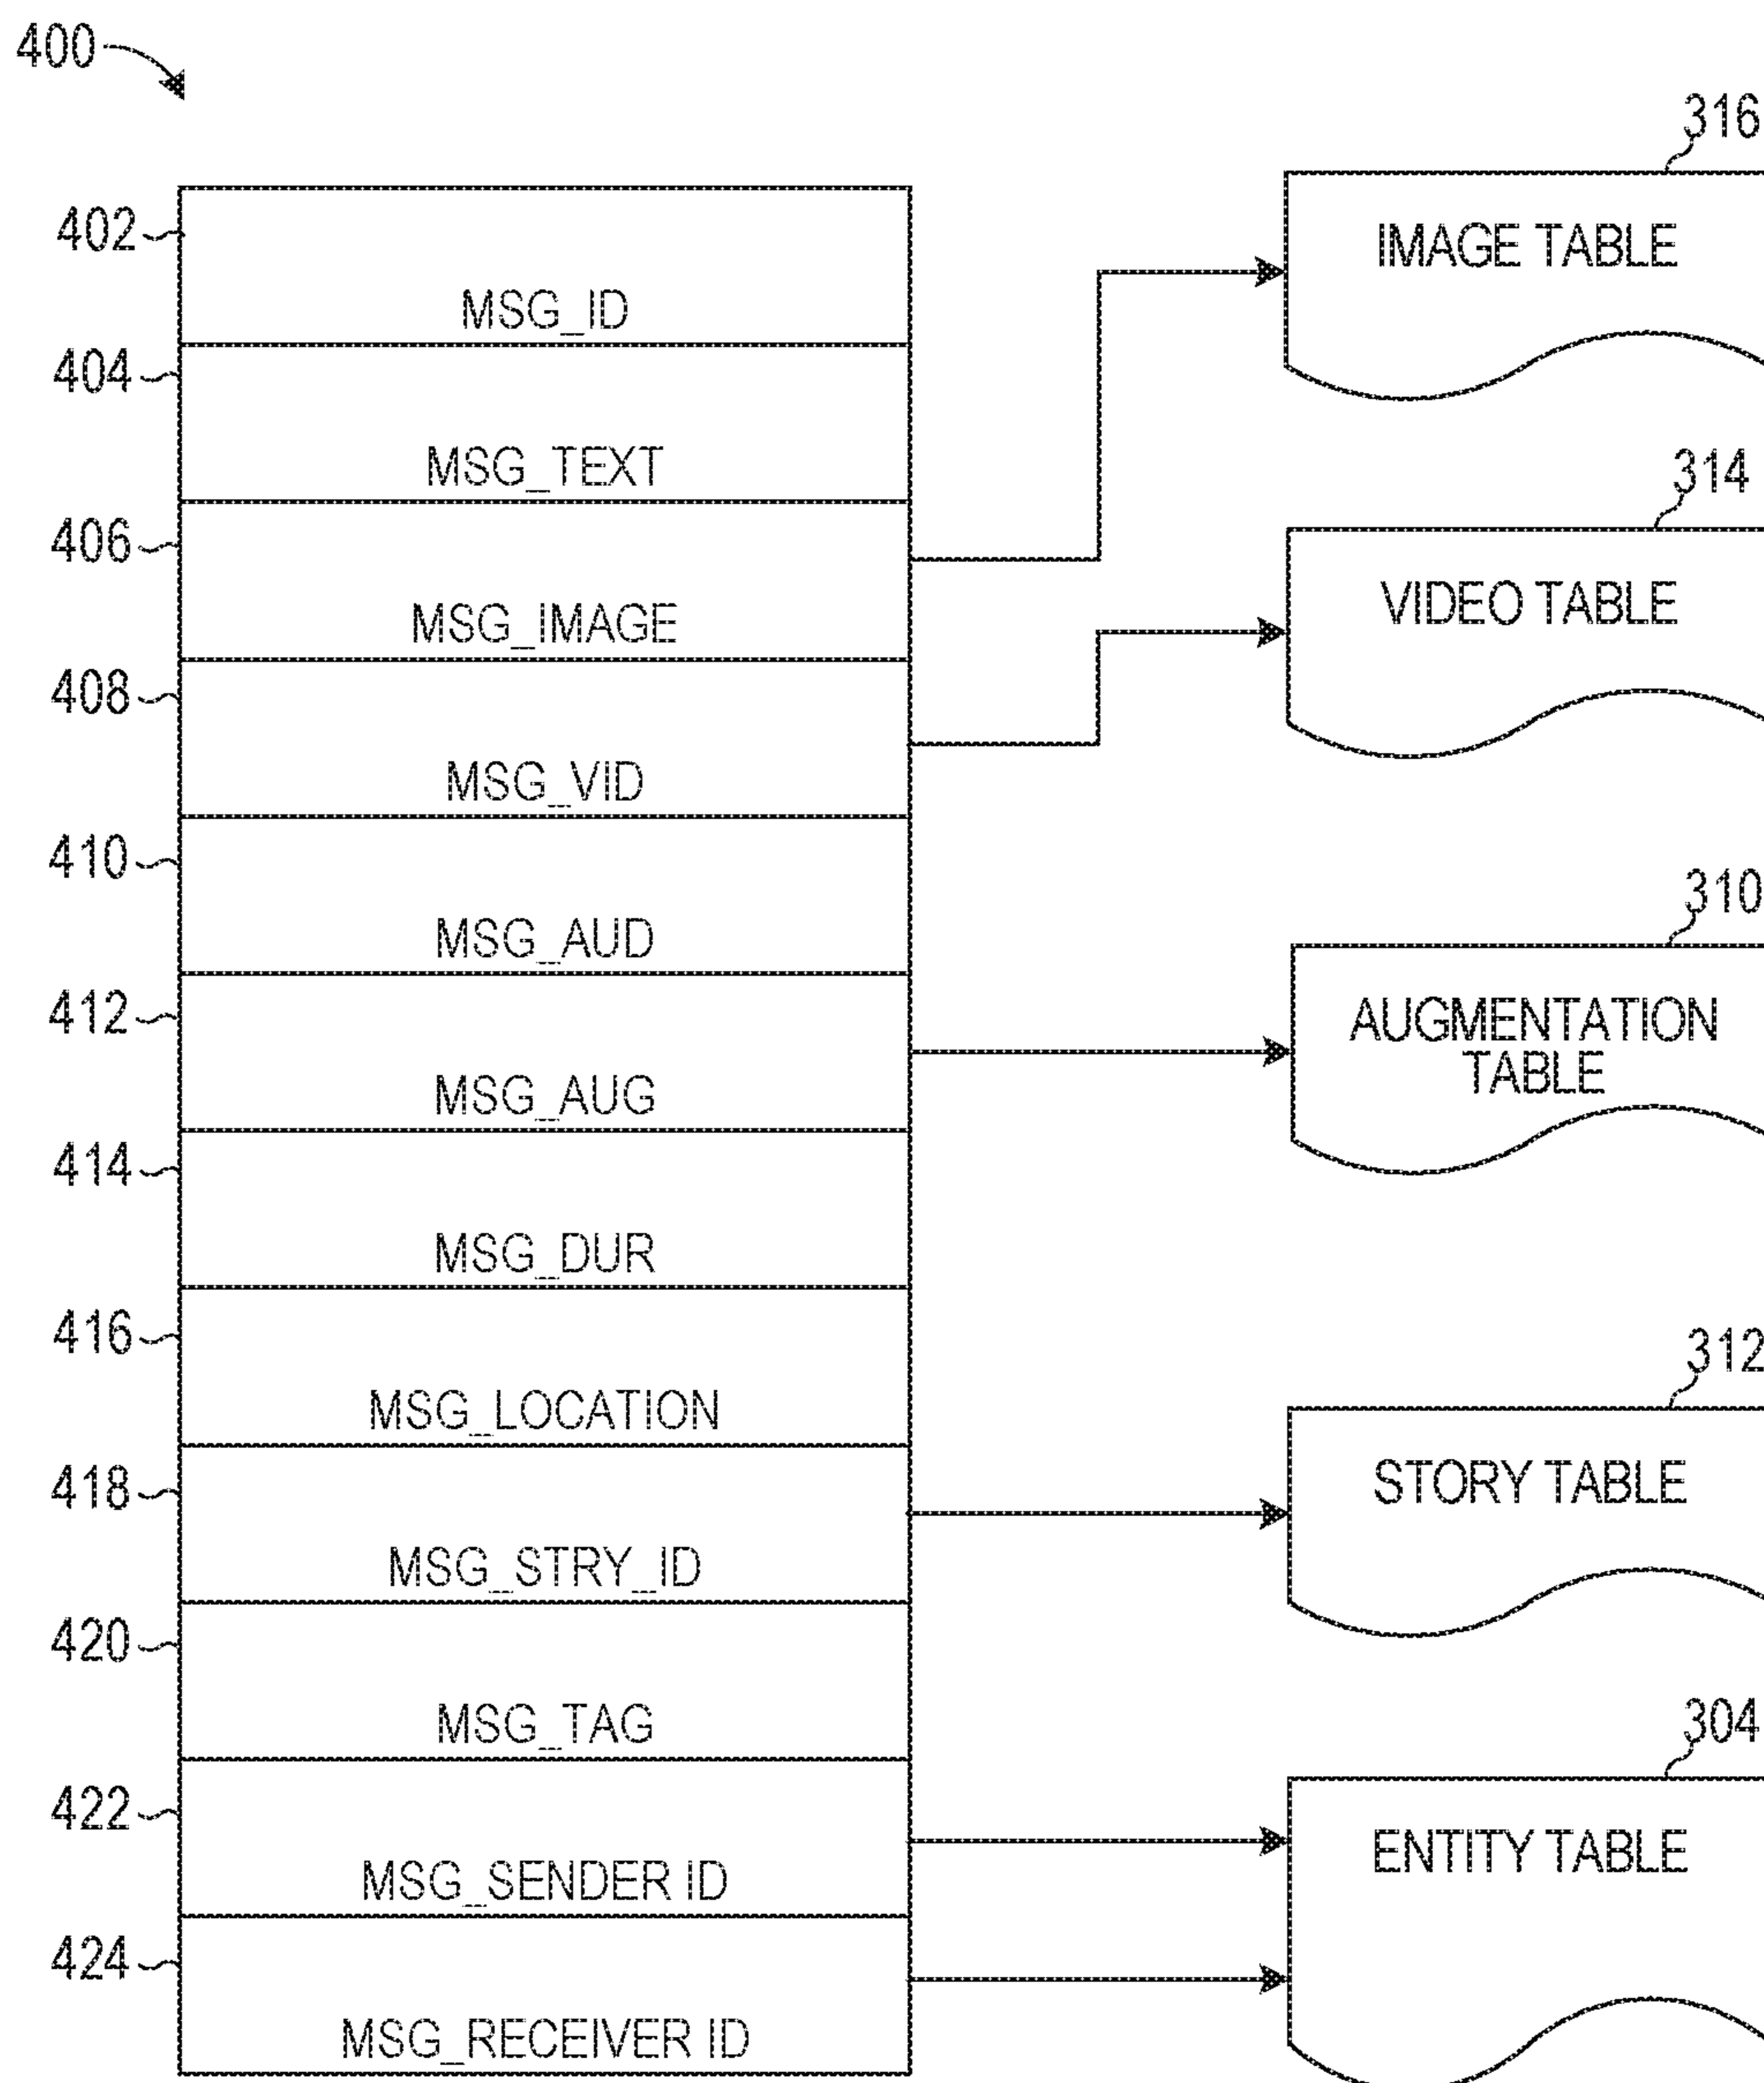 400
402
MSG_ID
404
MSG_TEXT
406
MSG_IMAGE
408
MSG_VID
410
MSG_AUD
412
MSG_AUG
414
MSG_DUR
416
MSG_LOCATION
418
MSG_STRY_ID
420
MSG_TAG
422
MSG_SENDER ID
424
MSG_RECEIVER ID
316
IMAGE TABLE
314
VIDEO TABLE
310
AUGMENTATION
TABLE
312
STORY TABLE
304
ENTITY TABLE